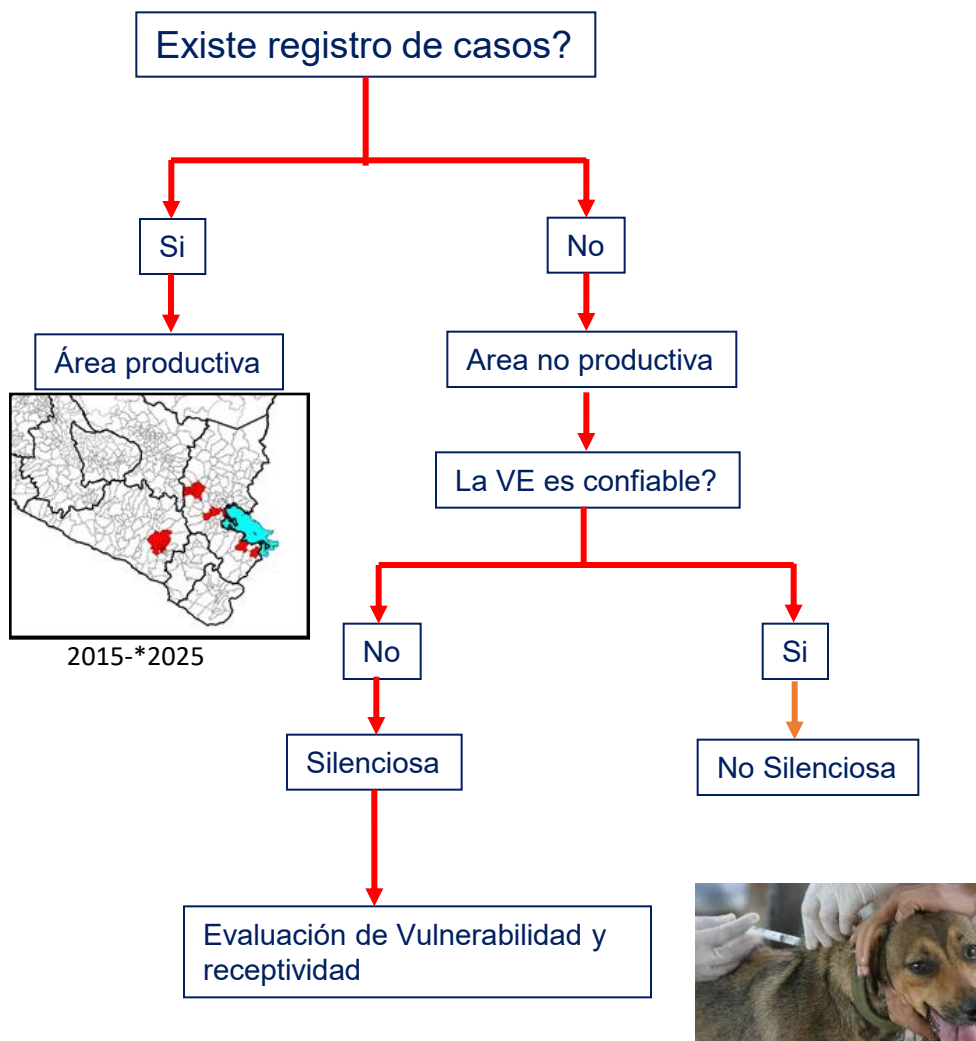 Existe registro de casos?
Si
No
Área productiva
Area no productiva
La VE es confiable?
2015-*2025
No
Si
Silenciosa
No Silenciosa
Evaluación de Vulnerabilidad y
receptividad